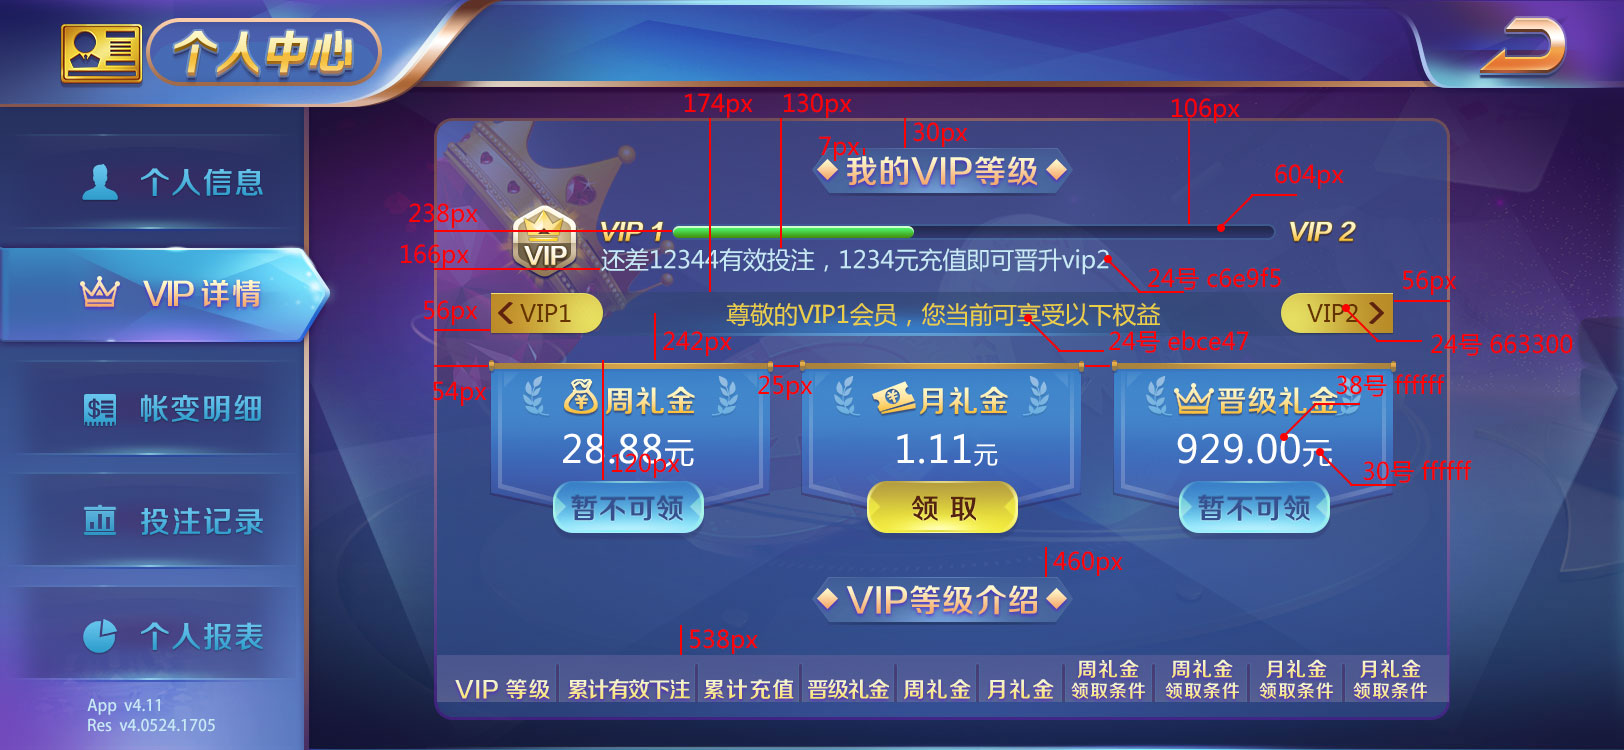 个人中心
174px
130px
106px
30px
7px
我的VIP等级
604px
个人信息
238px
VIP
VIP 1
VIP 2
166px
还差12344有效投注，1234元充值即可晋升vip2
24号 c6e9f5
56px
VIP详情
56px
VIP1
尊敬的VIP1会员，您当前可享受以下权益
VIP2
242px
24号 ebce47
24号 663300
54px
25px
38号 ffffff
周礼金
月礼金
晋级礼金
帐变明细
28.88元
1.11元
929.00元
120px
30号 ffffff
暂不可领
领取
暂不可领
投注记录
460px
VIP等级介绍
538px
个人报表
VIP 等级
累计有效下注
累计充值
晋级礼金
周礼金
月礼金
周礼金
领取条件
周礼金
领取条件
月礼金
领取条件
月礼金
领取条件
App v4.11
Res v4.0524.1705